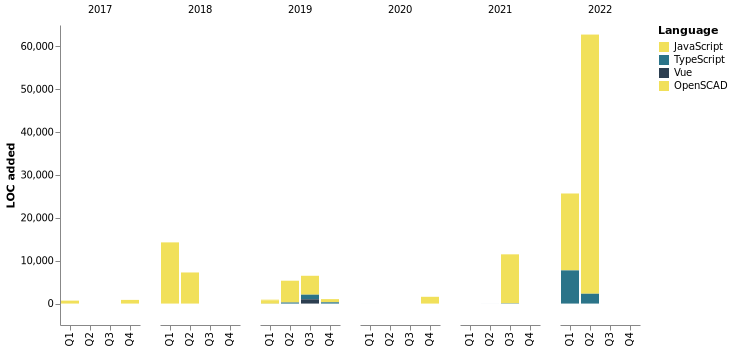 2017 2018 2019 2020 2021 2022
Language
JavaScript
TypeScript
Vue
OpenSCAD
LOC added
60,000
50,000
40,000
30,000
20,000
10,000
0
Q1 Q2 Q3 Q4 Q1 Q2 Q3 Q4 Q1 Q2 Q3 Q4 Q1 Q2 Q3 Q4 Q1 Q2 Q3 Q4 Q1 Q2 Q3 Q4